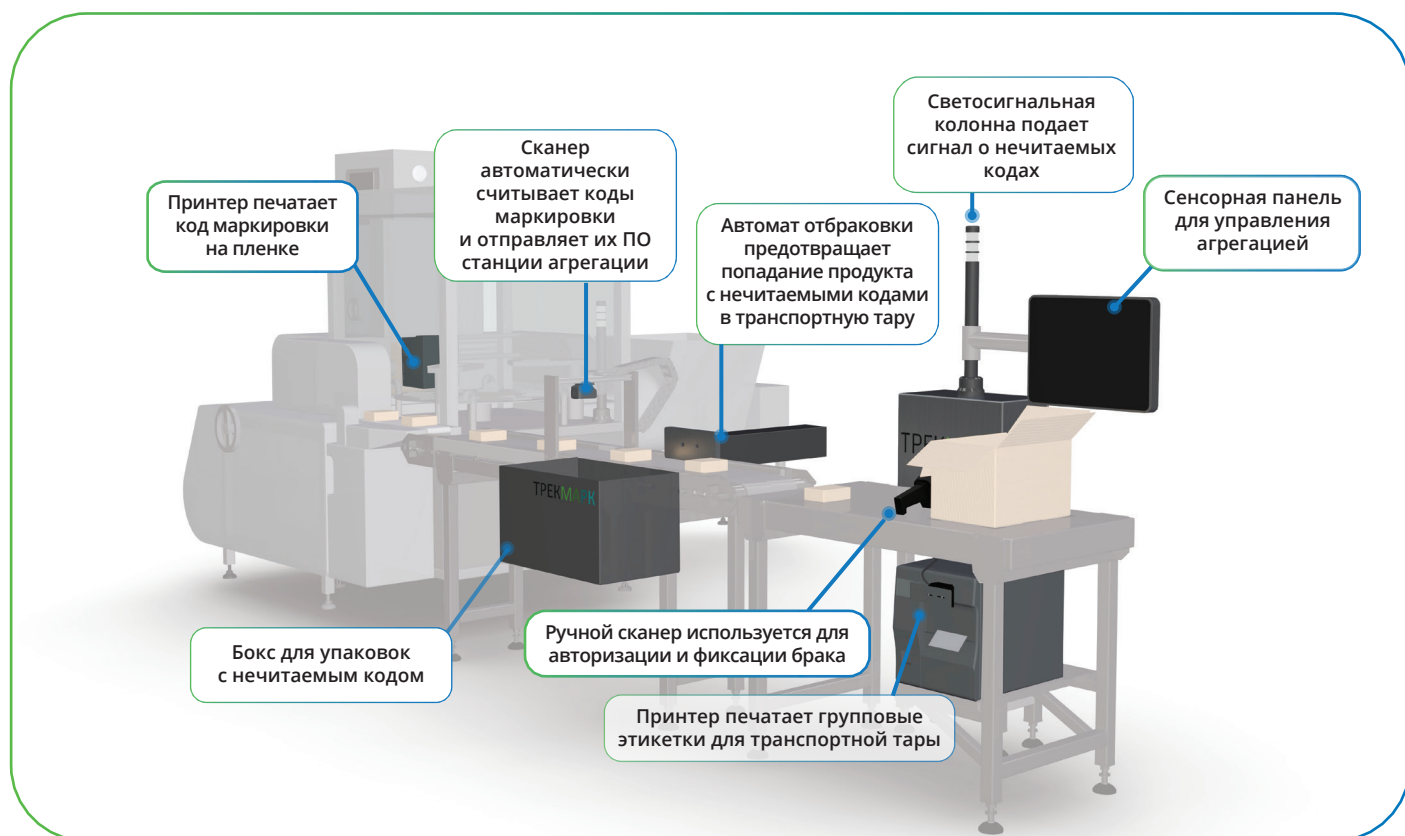 Светосигнальная
колонна подает
сигнал о нечитаемых
кодах
Сканер
автоматически
считывает коды
маркировки
и отправляет их ПО
станции агрегации
Принтер печатает
код маркировки
на пленке
Автомат отбраковки
предотвращает
попадание продукта
с нечитаемыми кодами
в транспортную тару
Сенсорная панель
для управления
агрегацией
ТРЕК
ТРЕКМАРК
Бокс для упаковок
с нечитаемым кодом
Ручной сканер используется для
авторизации и фиксации брака
Принтер печатает групповые
этикетки для транспортной тары